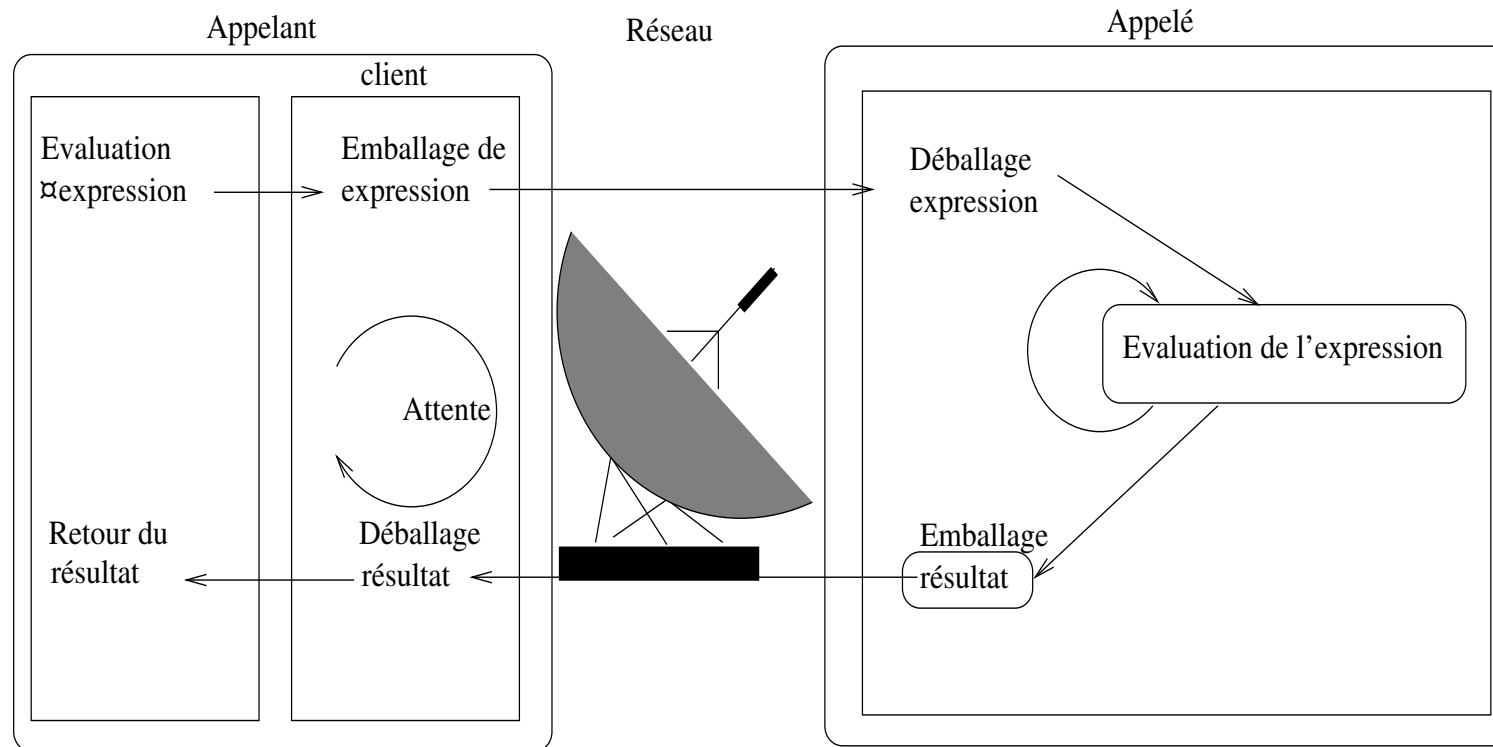 Appelant
Réseau
Appelé
client
Evaluation
¤expression
Emballage de
expression
Déballage
expression
Evaluation de l’expression
Attente
Retour du
résultat
Déballage
résultat
Emballage
résultat